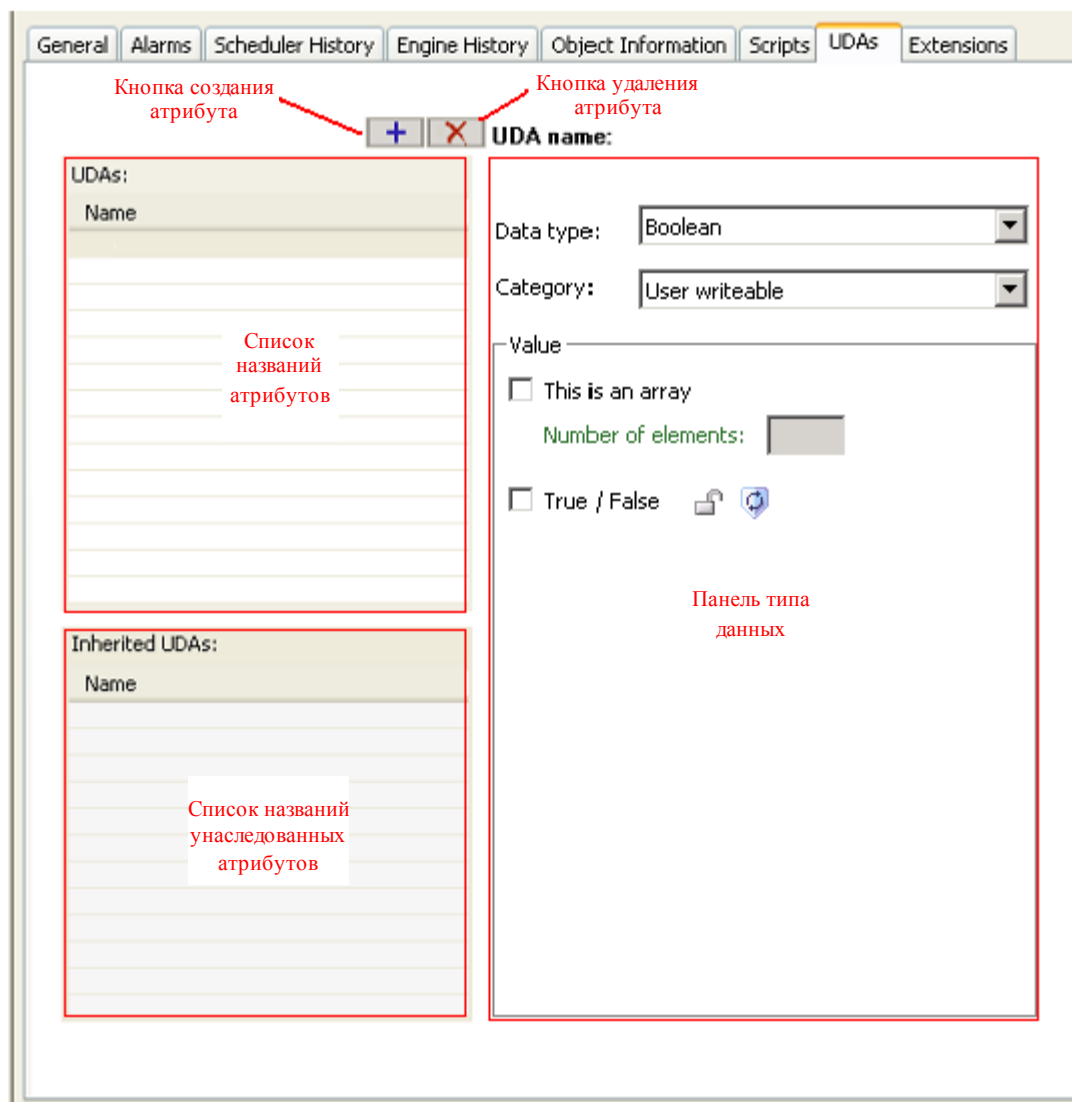 General Alarms Scheduler History Engine History Object Information Scripts UDAs Extensions
Кнопка создания
атрибута
Кнопка удаления
атрибута
UDA name:
UDAs:
Name
Список
названий
атрибутов
Data type: Boolean
Category: User writeable
Value
This is an array
Number of elements:
True / False
Панель типа
данных
Inherited UDAs:
Name
Список названий
унаследованных
атрибутов